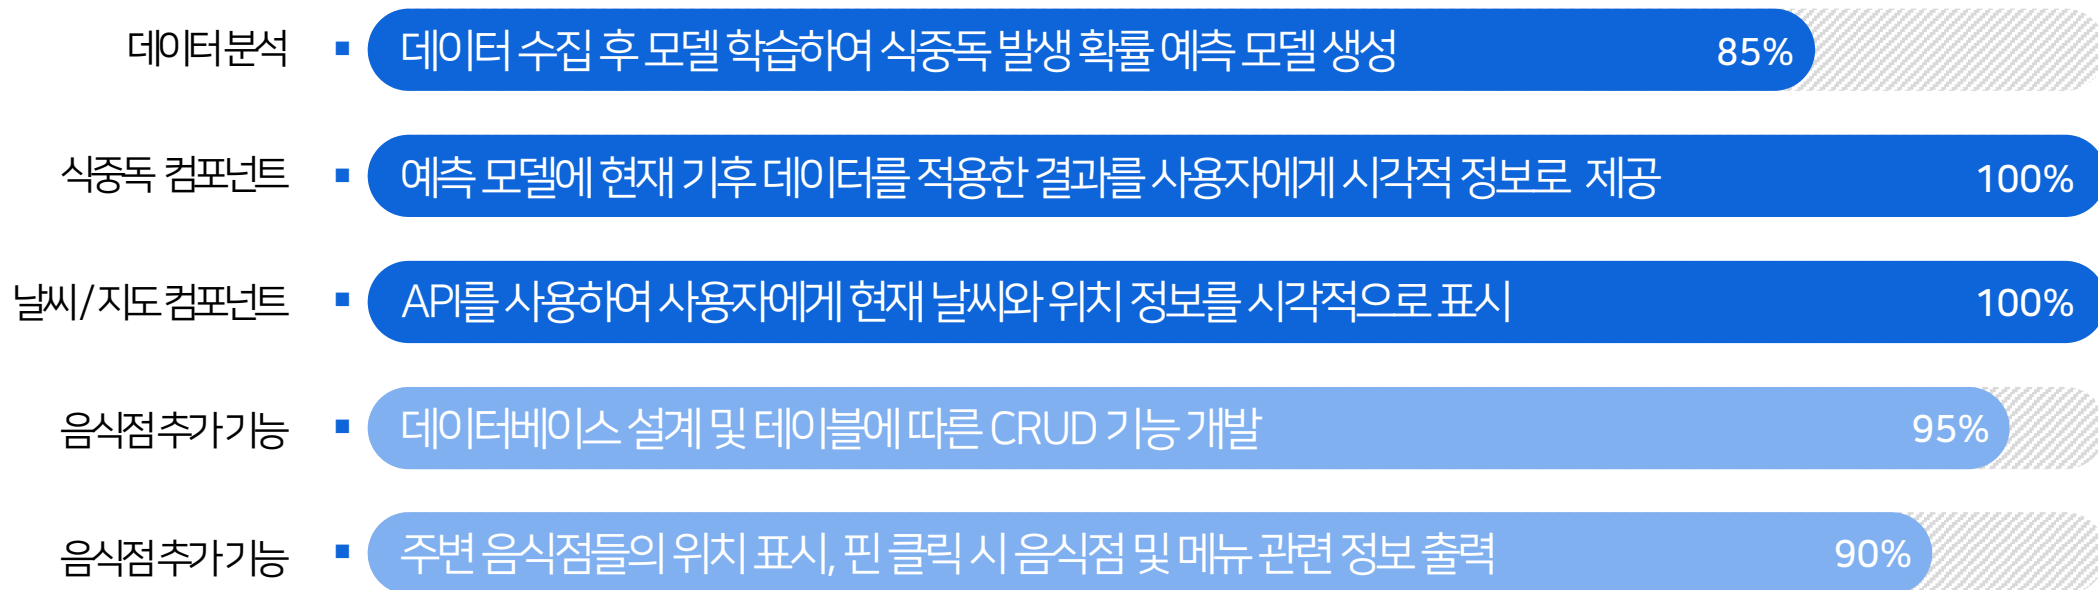 데이터 분석 ▪ 데이터 수집 후 모델 학습하여 식중독 발생 확률 예측 모델 생성 85%
식중독 컴포넌트 ▪ 예측 모델에 현재 기후 데이터를 적용한 결과를 사용자에게 시각적 정보로 제공 100%
날씨/지도 컴포넌트 ▪ API를 사용하여 사용자에게 현재 날씨와 위치 정보를 시각적으로 표시 100%
음식점 추가 기능 ▪ 데이터베이스 설계 및 테이블에 따른 CRUD 기능 개발 95%
음식점 추가 기능 ▪ 주변 음식점들의 위치 표시, 핀 클릭 시 음식점 및 메뉴 관련 정보 출력 90%